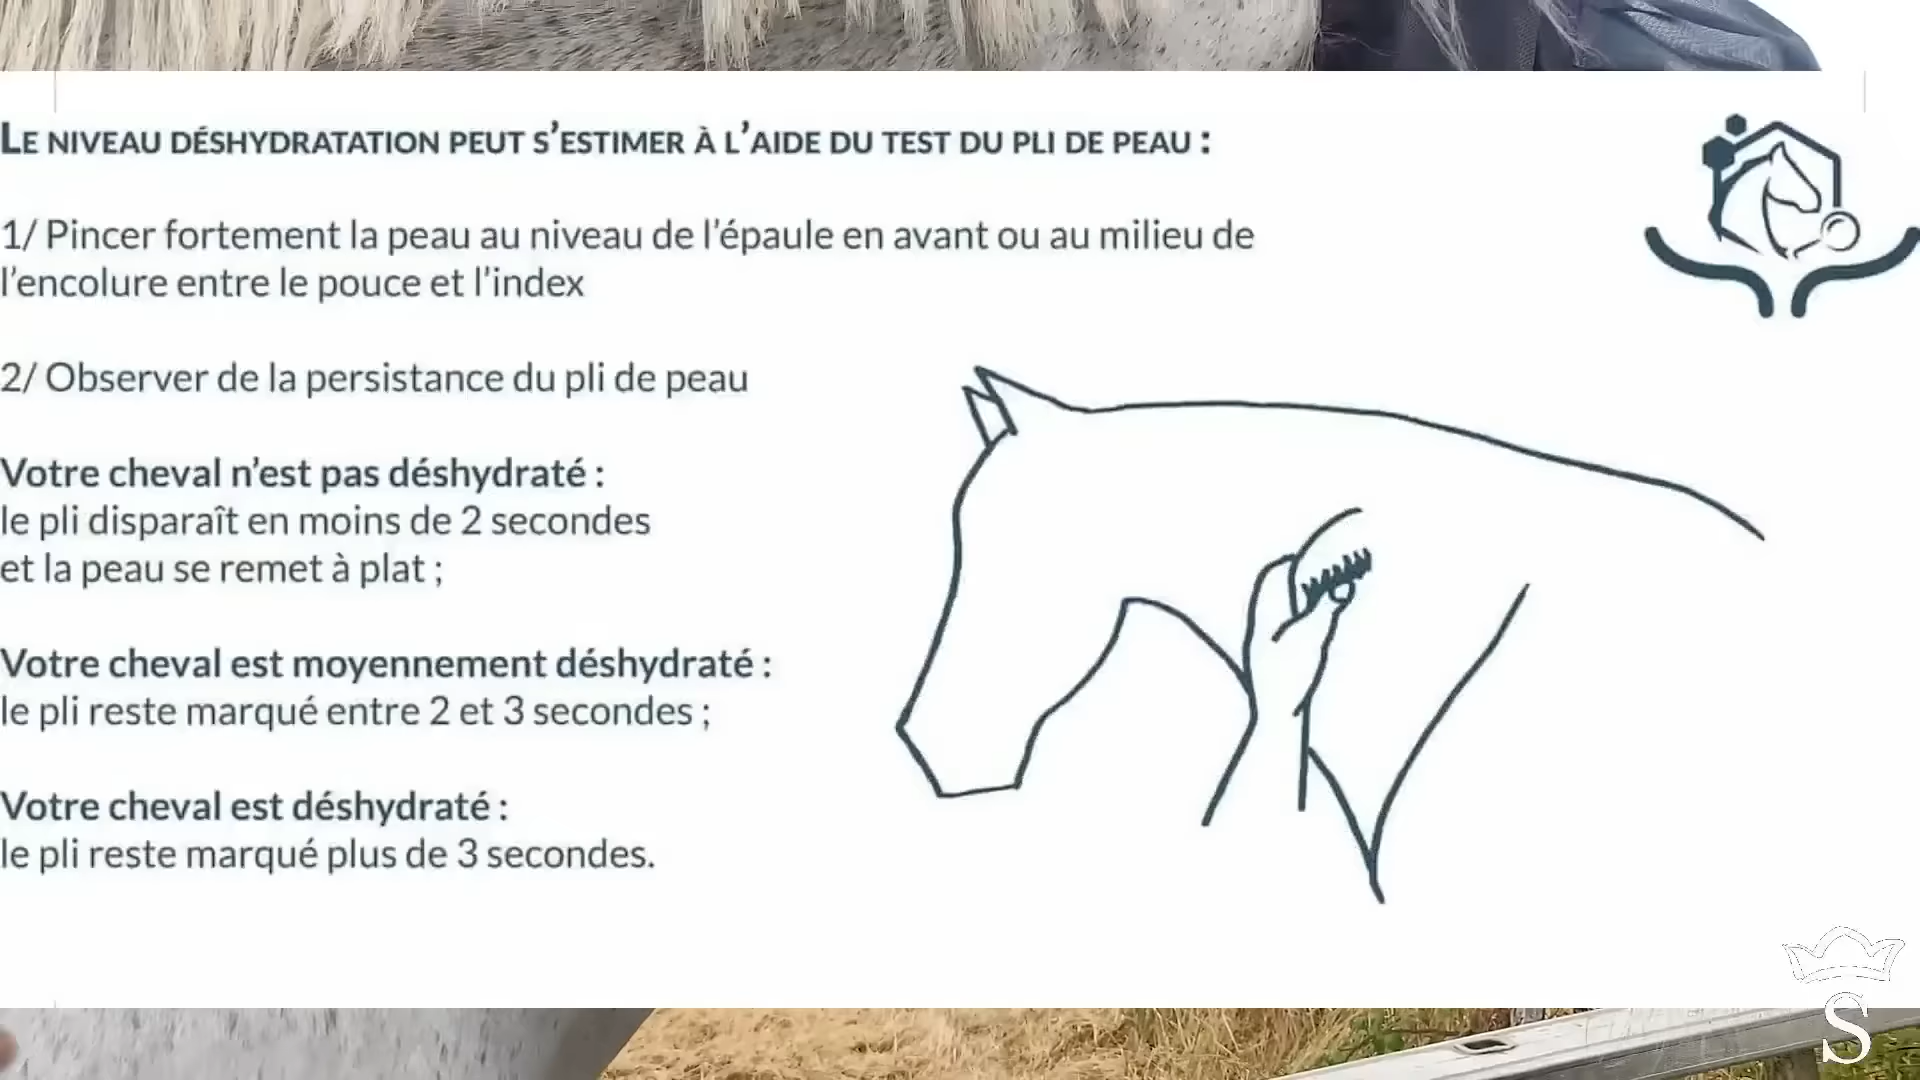 LE NIVEAU DÉSHYDRATATION PEUT S'ESTIMER À L'AIDE DU TEST DU PLI DE PEAU :
1/ Pincer fortement la peau au niveau de l'épaule en avant ou au milieu de
l'encolure entre le pouce et l'index
2/ Observer de la persistance du pli de peau
Votre cheval n'est pas déshydraté :
le pli disparaît en moins de 2 secondes
et la peau se remet à plat ;
Votre cheval est moyennement déshydraté :
le pli reste marqué entre 2 et 3 secondes ;
Votre cheval est déshydraté :
le pli reste marqué plus de 3 secondes.
S